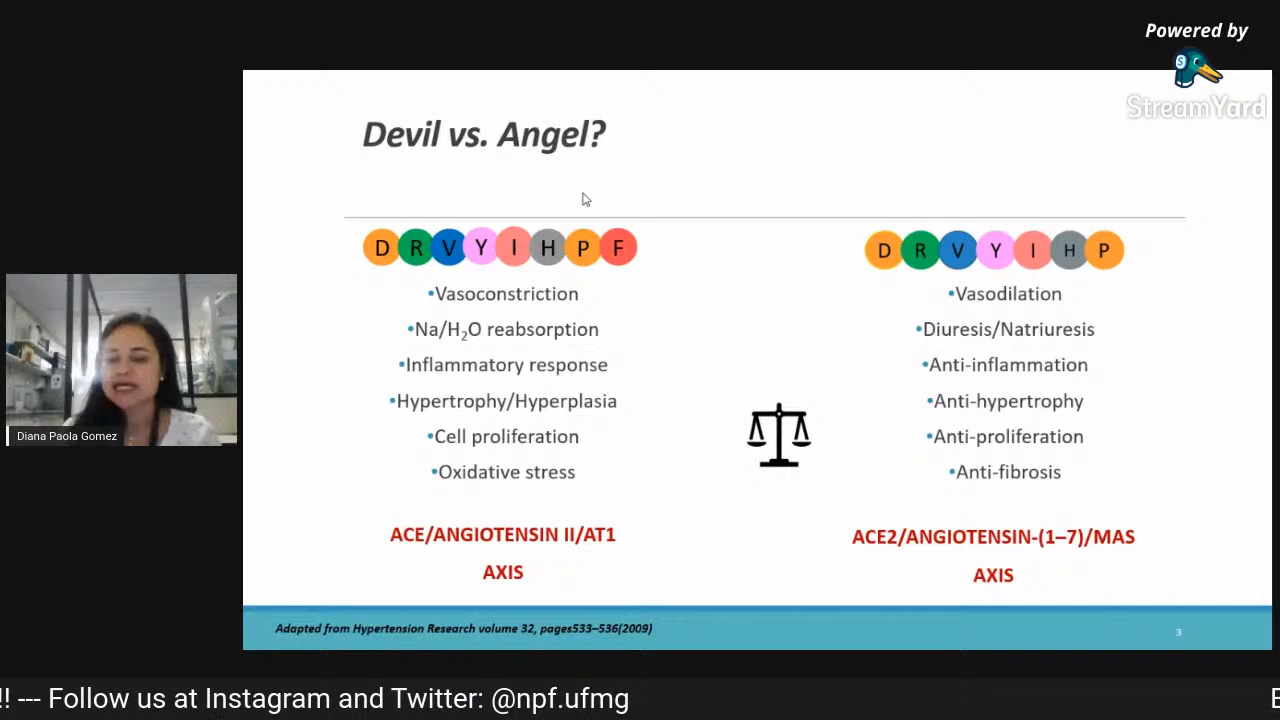 Powered by
StreamYard
Devil vs. Angel?
D R V Y I H P F
•Vasoconstriction
•Na/H₂O reabsorption
•Inflammatory response
•Hypertrophy/Hyperplasia
•Cell proliferation
•Oxidative stress
ACE/ANGIOTENSIN II/AT1
AXIS
D R V Y I H P
•Vasodilation
•Diuresis/Natriuresis
•Anti-inflammation
•Anti-hypertrophy
•Anti-proliferation
•Anti-fibrosis
ACE2/ANGIOTENSIN-(1–7)/MAS
AXIS
Diana Paola Gomez
Adapted from Hypertension Research volume 32, pages533–536(2009)
3
!! --- Follow us at Instagram and Twitter: @npf.ufmg